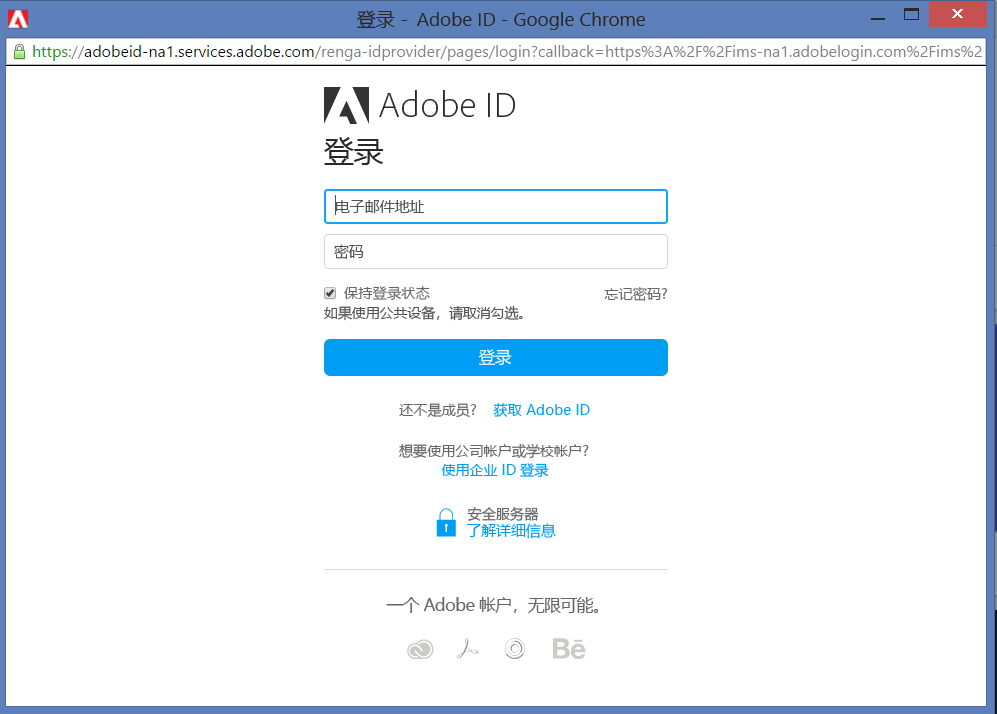 登录 - Adobe ID - Google Chrome
https://adobeid-na1.services.adobe.com/renga-idprovider/pages/login?callback=https%3A%2F%2Fims-na1.adobelogin.com%2Fims%2
Adobe ID
登录
电子邮件地址
密码
保持登录状态 忘记密码?
如果使用公共设备，请取消勾选。
登录
还不是成员? 获取 Adobe ID
想要使用公司帐户或学校帐户?
使用企业 ID 登录
安全服务器
了解详细信息
一个 Adobe 帐户，无限可能。
Bē